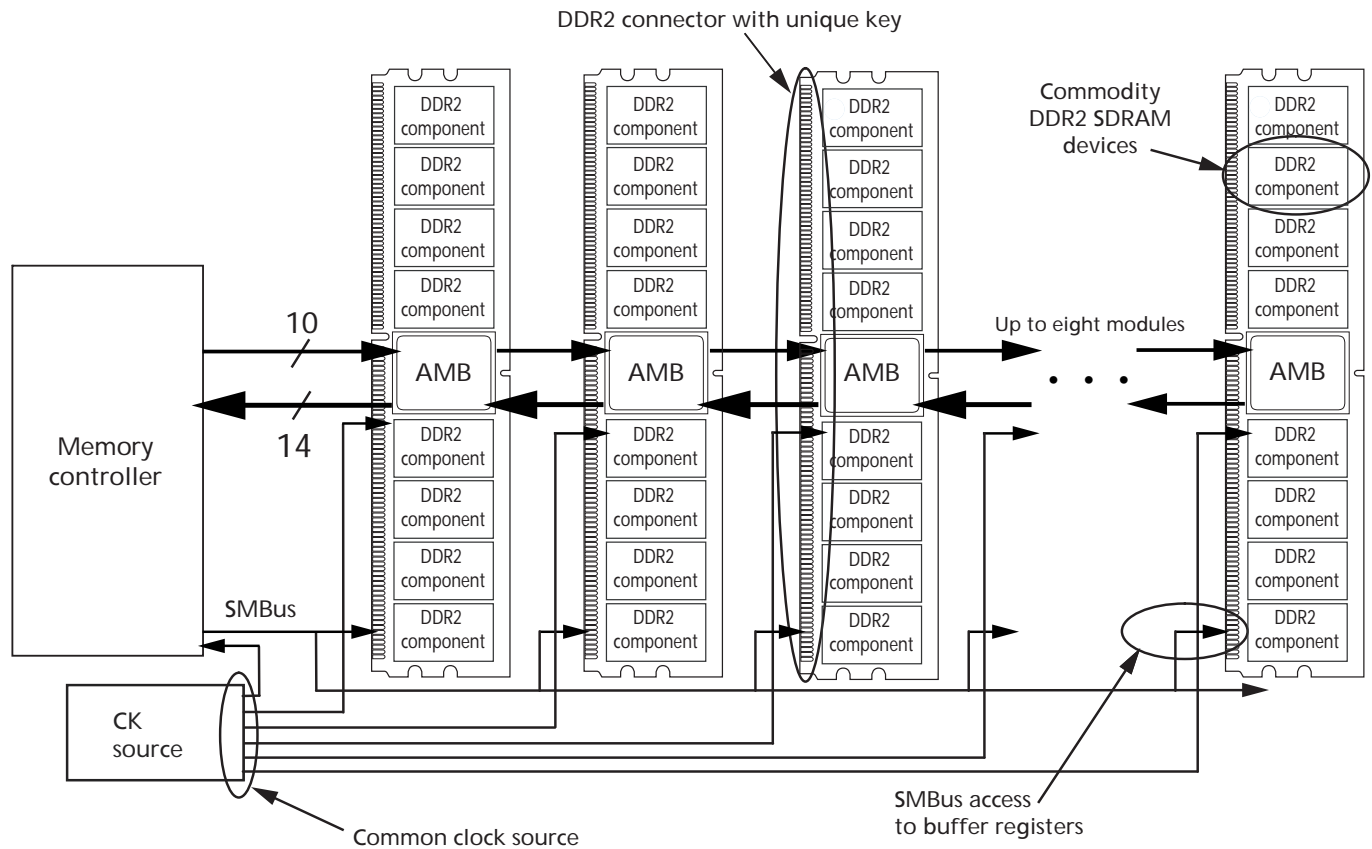 DDR2 connector with unique key
Commodity
DDR2 SDRAM
devices
DDR2
component
DDR2
component
DDR2
component
DDR2
component
AMB
DDR2
component
DDR2
component
DDR2
component
DDR2
component
DDR2
component
DDR2
component
DDR2
component
DDR2
component
AMB
DDR2
component
DDR2
component
DDR2
component
DDR2
component
DDR2
component
DDR2
component
DDR2
component
DDR2
component
AMB
DDR2
component
DDR2
component
DDR2
component
DDR2
component
Up to eight modules
• • •
DDR2
component
DDR2
component
DDR2
component
DDR2
component
AMB
DDR2
component
DDR2
component
DDR2
component
DDR2
component
10
14
Memory
controller
SMBus
CK
source
Common clock source
SMBus access
to buffer registers